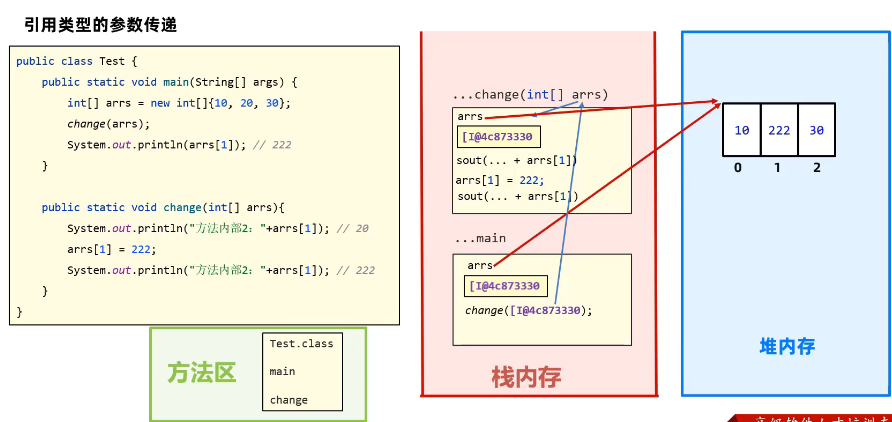 引用类型的参数传递
public class Test {
public static void main(String[] args) {
int[] arrs = new int[]{10, 20, 30};
change(arrs);
System.out.println(arrs[1]); // 222
}
public static void change(int[] arrs){
System.out.println("方法内部2："+arrs[1]); // 20
arrs[1] = 222;
System.out.println("方法内部2："+arrs[1]); // 222
}
}
方法区
Test.class
main
change
...change(int[] arrs)
arrs
[I@4c873330
sout(... + arrs[1])
arrs[1] = 222;
sout(... + arrs[1])
...main
arrs
[I@4c873330
change([I@4c873330);
栈内存
10 222 30
0 1 2
堆内存